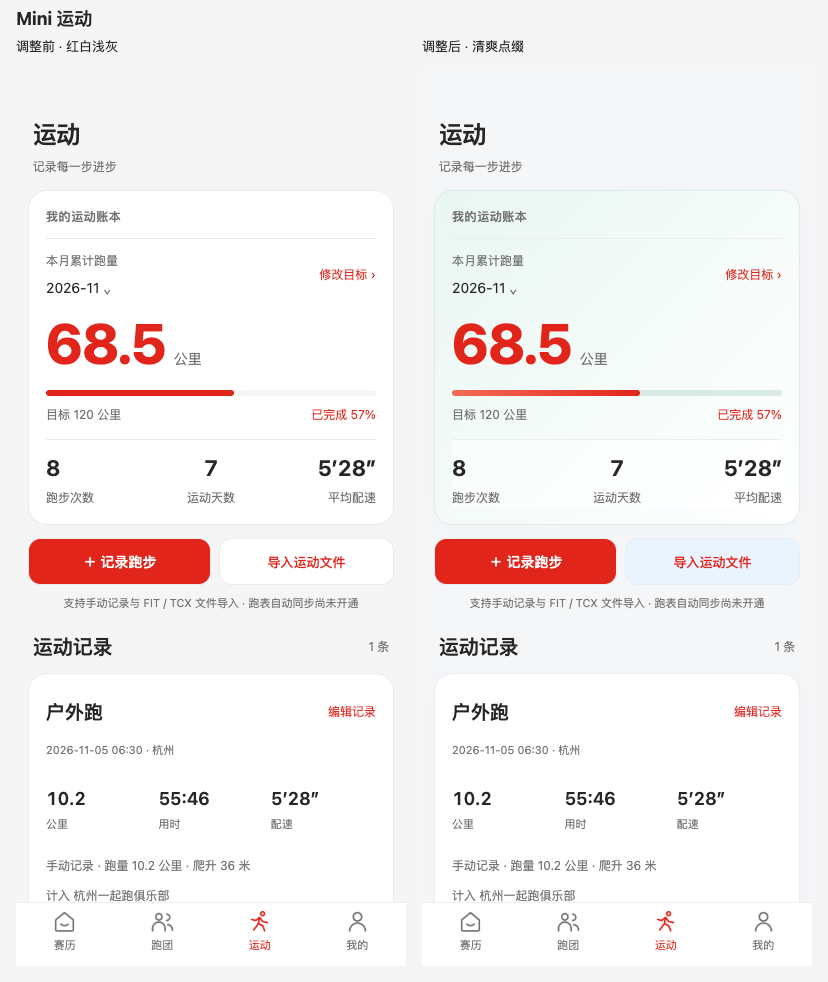 Mini 运动
调整前 · 红白浅灰
运动
记录每一步进步
我的运动账本
本月累计跑量
修改目标 ›
2026-11
68.5 公里
目标 120 公里
已完成 57%
8
7
5′28″
跑步次数
运动天数
平均配速
+ 记录跑步
导入运动文件
支持手动记录与 FIT / TCX 文件导入 · 跑表自动同步尚未开通
运动记录
1 条
户外跑
编辑记录
2026-11-05 06:30 · 杭州
10.2
55:46
5′28″
公里
用时
配速
手动记录 · 跑量 10.2 公里 · 爬升 36 米
计入 杭州一起跑俱乐部
赛历
跑团
运动
我的
调整后 · 清爽点缀
运动
记录每一步进步
我的运动账本
本月累计跑量
修改目标 ›
2026-11
68.5 公里
目标 120 公里
已完成 57%
8
7
5′28″
跑步次数
运动天数
平均配速
+ 记录跑步
导入运动文件
支持手动记录与 FIT / TCX 文件导入 · 跑表自动同步尚未开通
运动记录
1 条
户外跑
编辑记录
2026-11-05 06:30 · 杭州
10.2
55:46
5′28″
公里
用时
配速
手动记录 · 跑量 10.2 公里 · 爬升 36 米
计入 杭州一起跑俱乐部
赛历
跑团
运动
我的